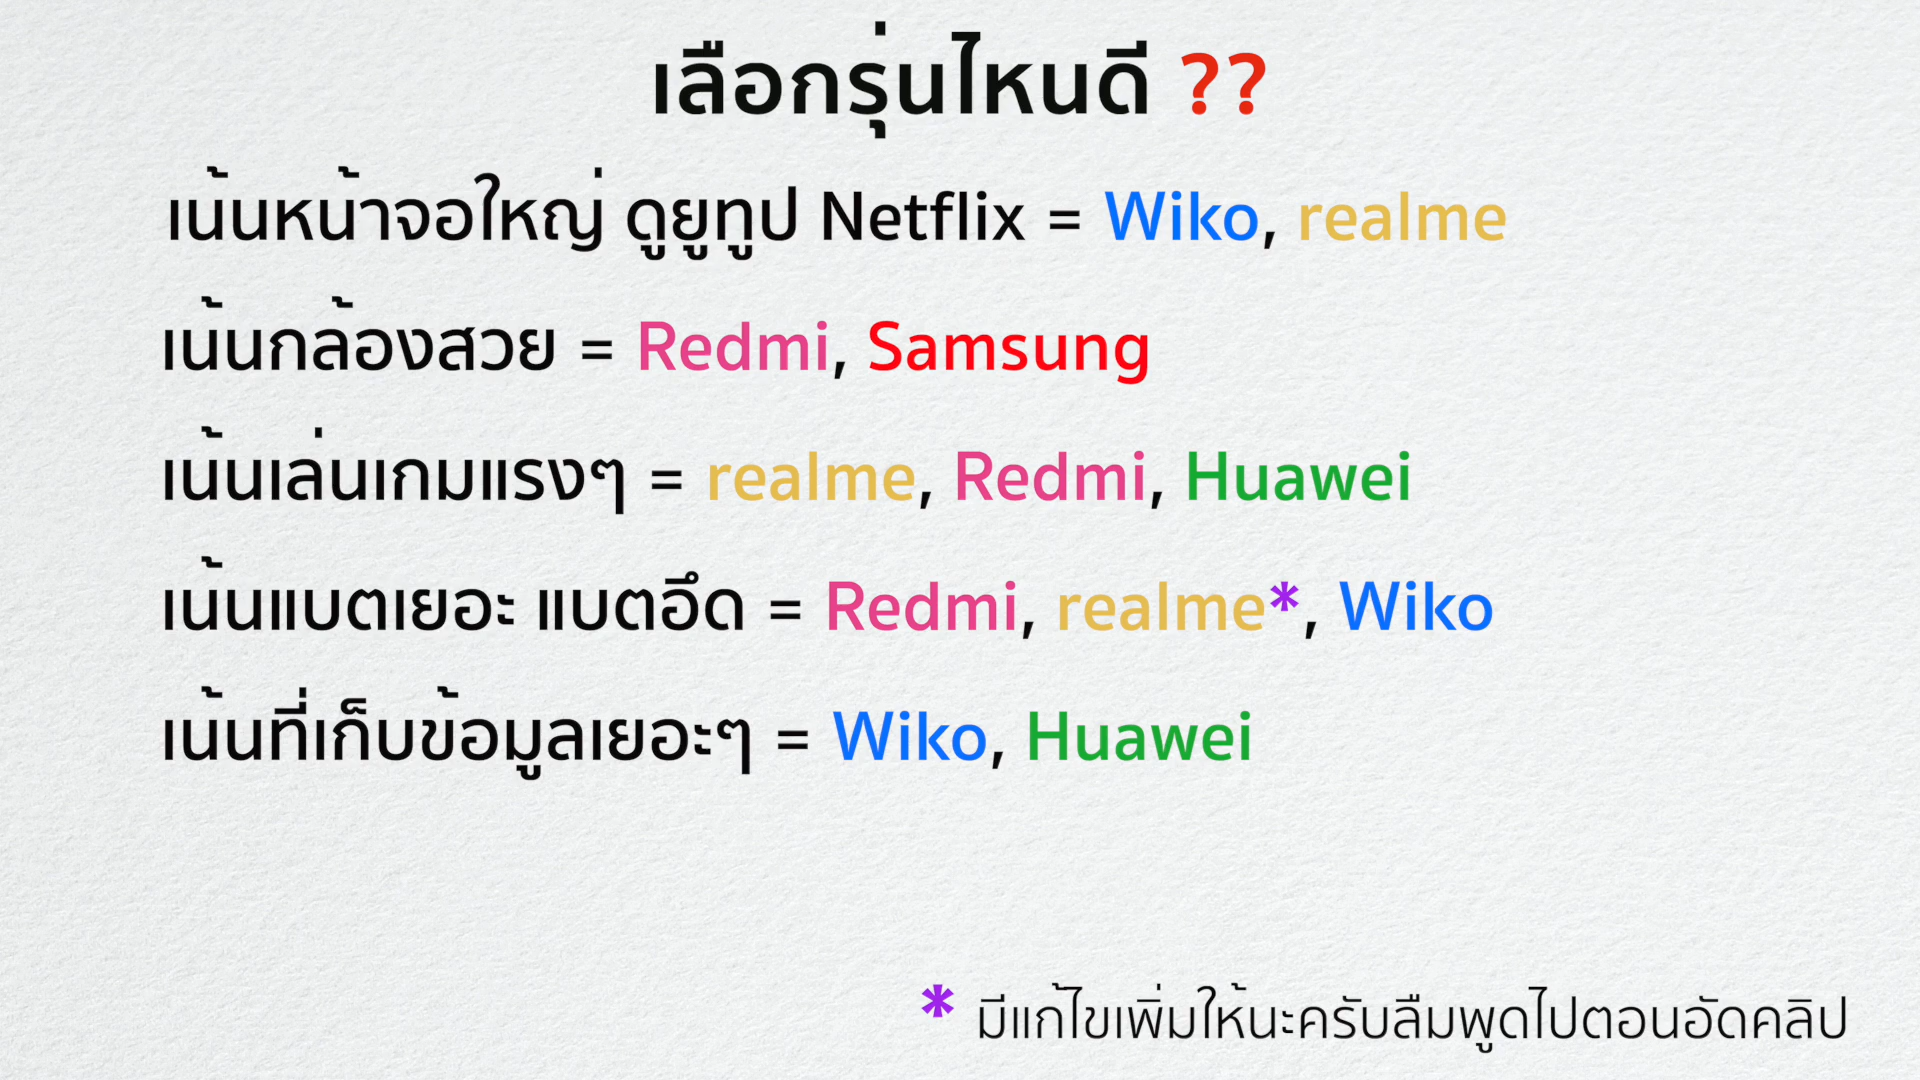 เลือกรุ่นไหนดี ??
เน้นหน้าจอใหญ่ ดูยูทูป Netflix = Wiko, realme
เน้นกล้องสวย = Redmi, Samsung
เน้นเล่นเกมแรงๆ = realme, Redmi, Huawei
เน้นแบตเยอะ แบตอึด = Redmi, realme*, Wiko
เน้นที่เก็บข้อมูลเยอะๆ = Wiko, Huawei
* มีแก้ไขเพิ่มให้นะครับลืมพูดไปตอนอัดคลิป